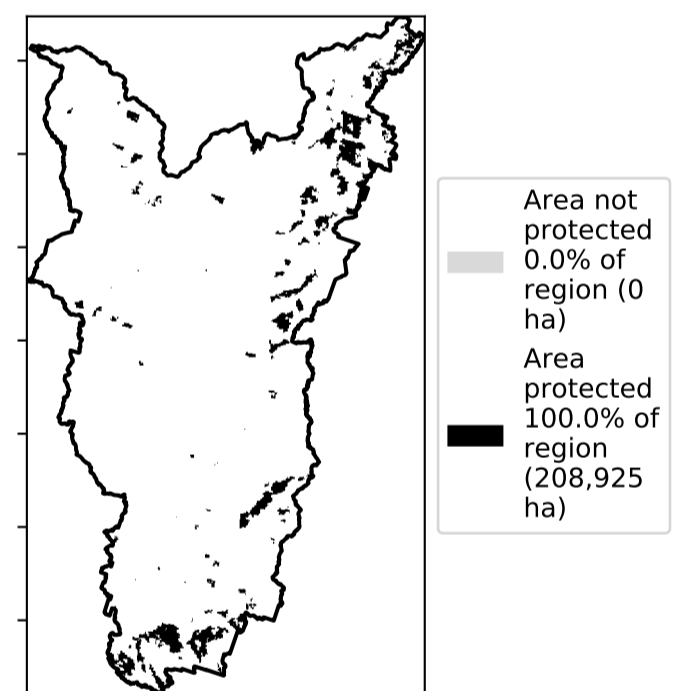 Area not
protected
0.0% of
region (0
ha)
Area
protected
100.0% of
region
(208,925
ha)